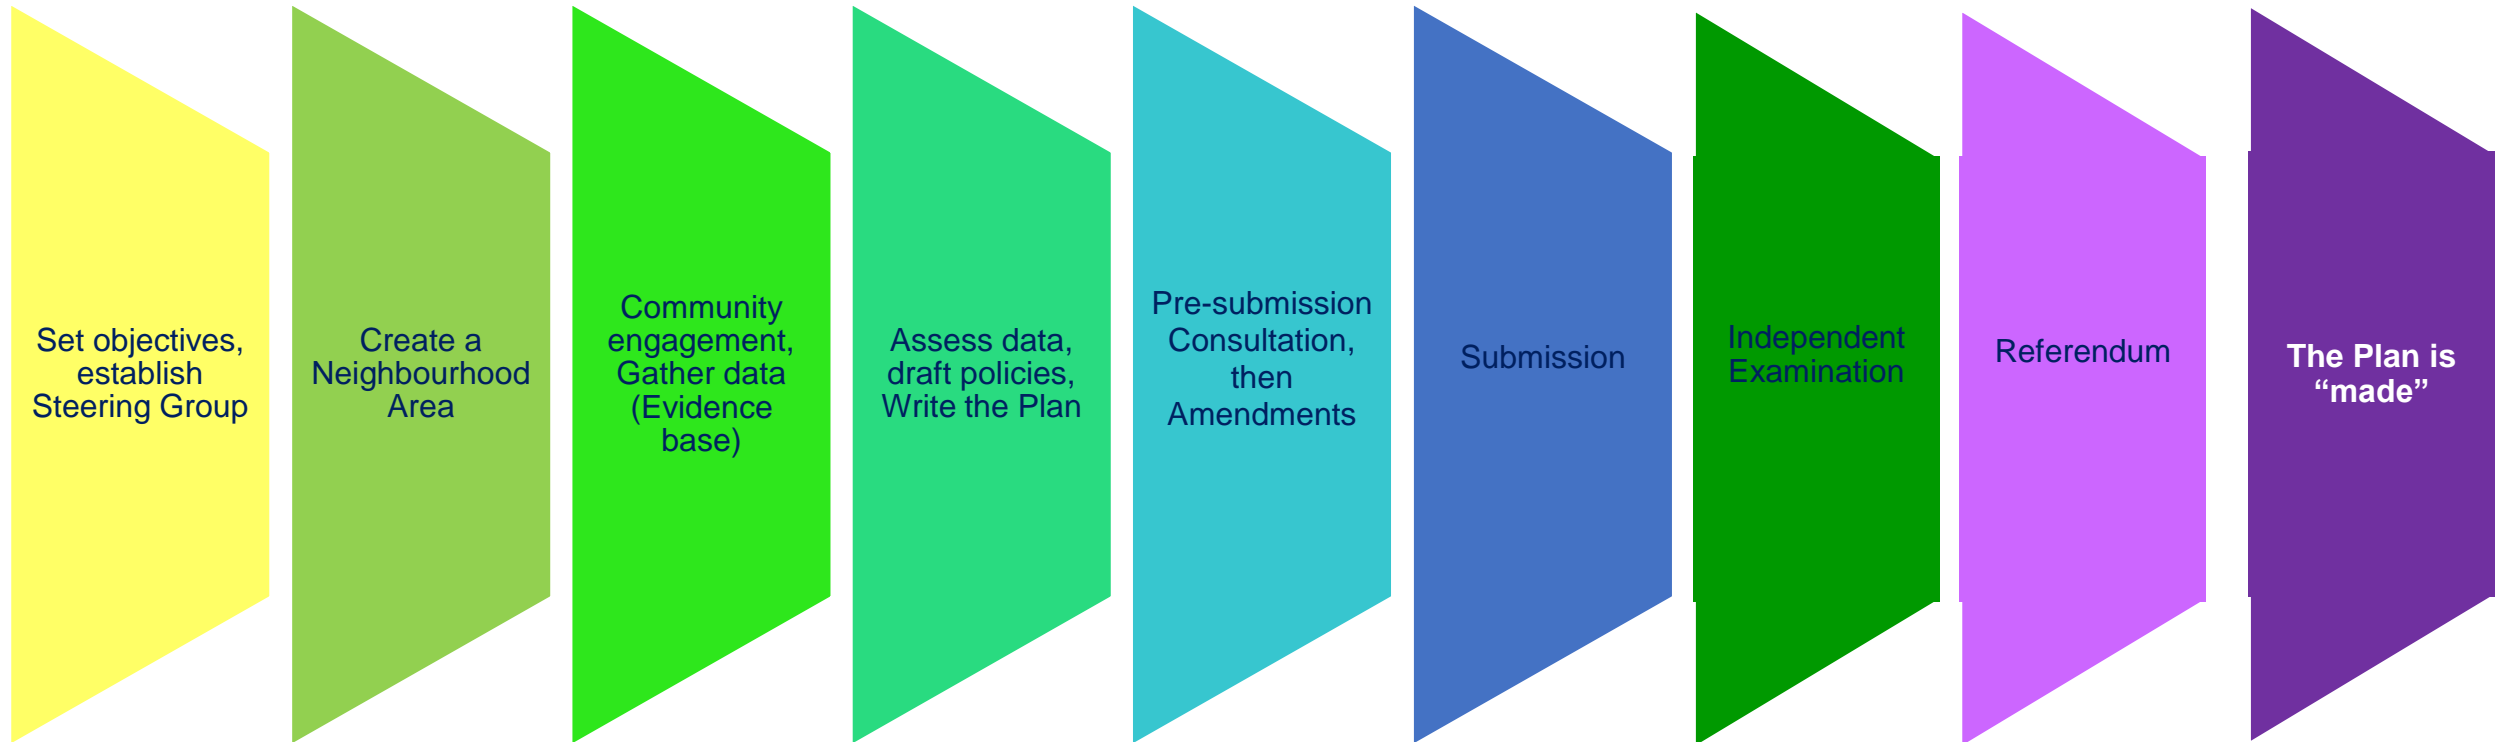 Set objectives,
establish
Steering Group
Create a
Neighbourhood
Area
Community
engagement,
Gather data
(Evidence
base)
Assess data,
draft policies,
Write the Plan
Pre-submission
Consultation,
then
Amendments
Submission
Independent
Examination
Referendum
The Plan is
“made”